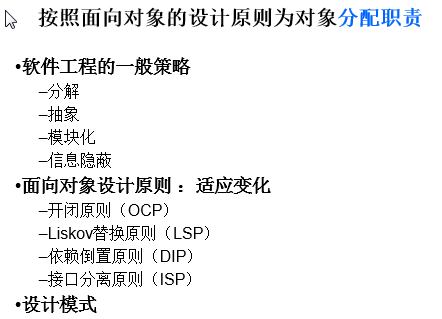 按照面向对象的设计原则为对象分配职责
•软件工程的一般策略
–分解
–抽象
–模块化
–信息隐蔽
•面向对象设计原则 ：适应变化
–开闭原则（OCP）
–Liskov替换原则（LSP）
–依赖倒置原则（DIP）
–接口分离原则（ISP）
•设计模式